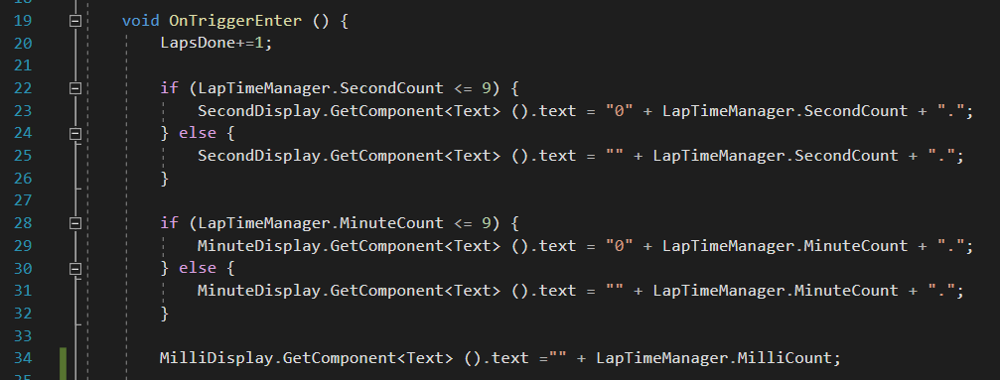 19 void OnTriggerEnter () {
20 LapsDone+=1;
21
22 if (LapTimeManager.SecondCount <= 9) {
23 SecondDisplay.GetComponent<Text> ().text = "0" + LapTimeManager.SecondCount + ".";
24 } else {
25 SecondDisplay.GetComponent<Text> ().text = "" + LapTimeManager.SecondCount + ".";
26 }
27
28 if (LapTimeManager.MinuteCount <= 9) {
29 MinuteDisplay.GetComponent<Text> ().text = "0" + LapTimeManager.MinuteCount + ".";
30 } else {
31 MinuteDisplay.GetComponent<Text> ().text = "" + LapTimeManager.MinuteCount + ".";
32 }
33
34 MilliDisplay.GetComponent<Text> ().text ="" + LapTimeManager.MilliCount;